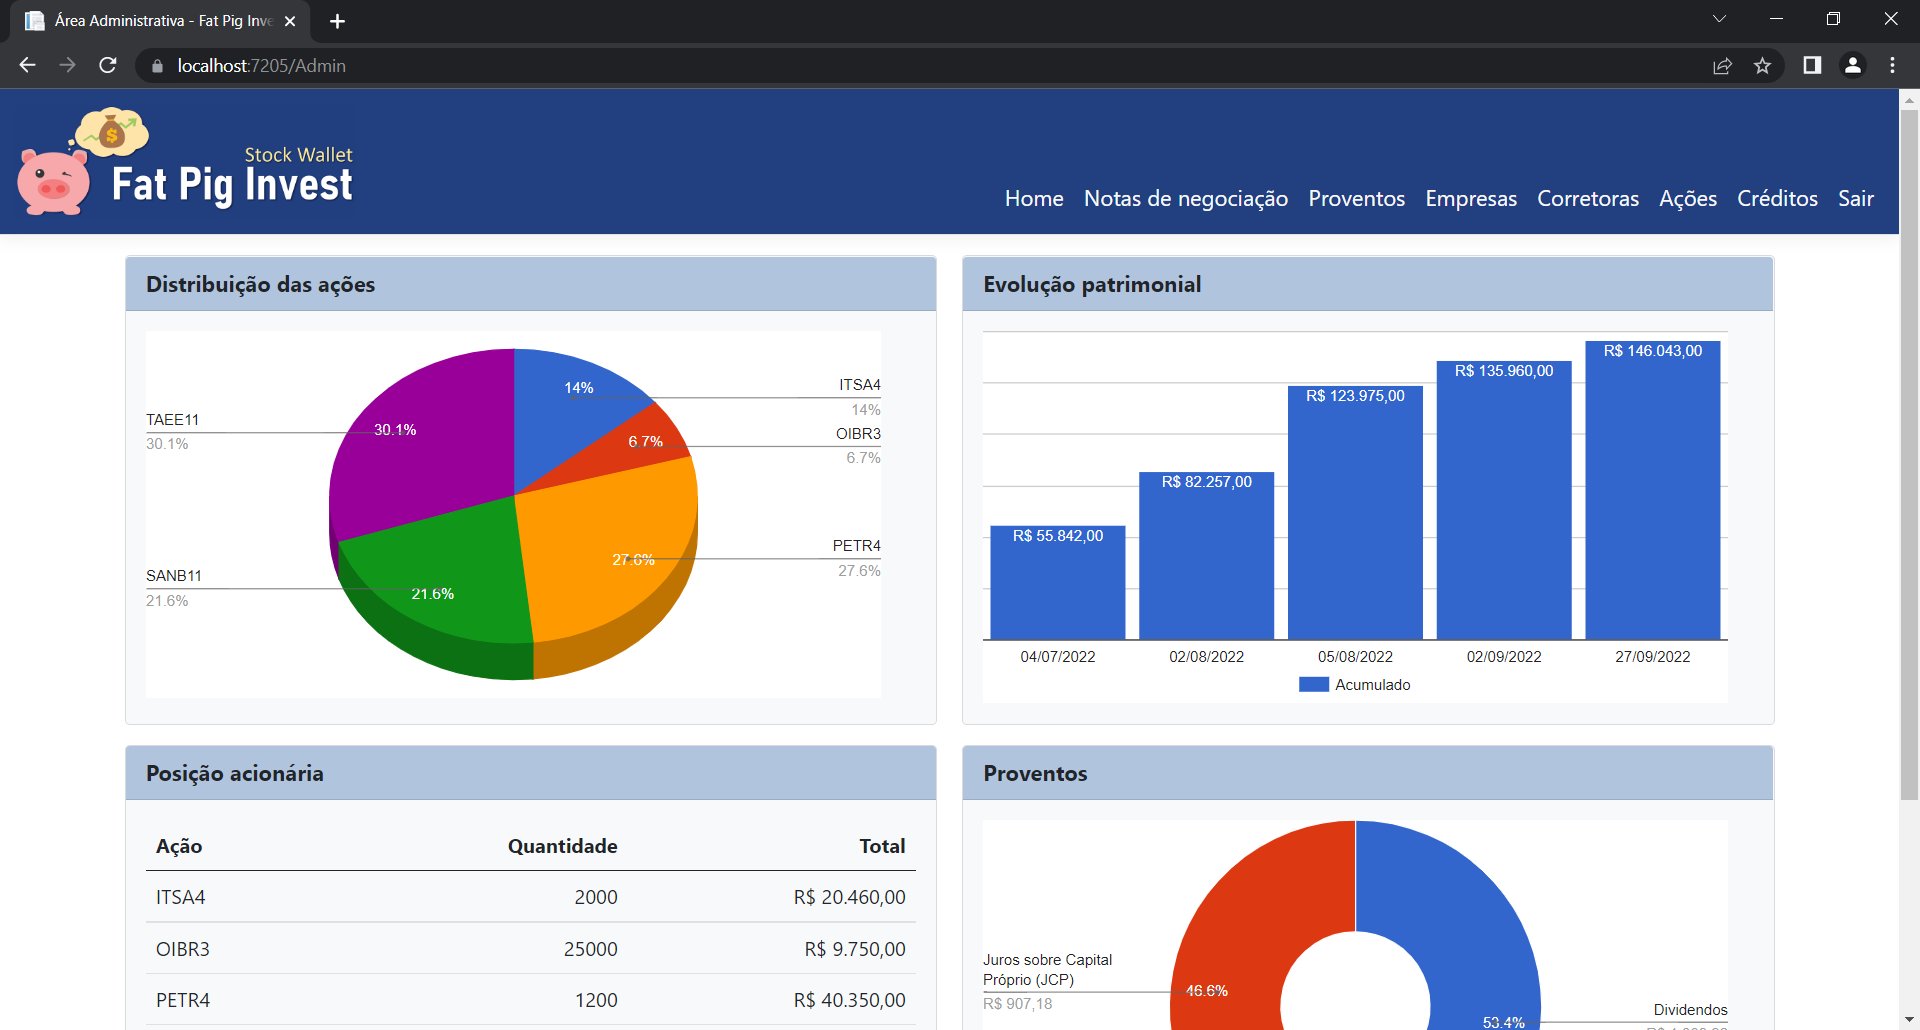 Área Administrativa - Fat Pig Inve
localhost:7205/Admin
Stock Wallet
Fat Pig Invest
Home Notas de negociação Proventos Empresas Corretoras Ações Créditos Sair
Distribuição das ações
14%
ITSA4
14%
6.7%
OIBR3
6.7%
TAEE11
30.1%
30.1%
PETR4
27.6%
27.6%
SANB11
21.6%
21.6%
Evolução patrimonial
R$ 55.842,00
R$ 82.257,00
R$ 123.975,00
R$ 135.960,00
R$ 146.043,00
04/07/2022 02/08/2022 05/08/2022 02/09/2022 27/09/2022
Acumulado
Posição acionária
Ação Quantidade Total
ITSA4 2000 R$ 20.460,00
OIBR3 25000 R$ 9.750,00
PETR4 1200 R$ 40.350,00
Proventos
Juros sobre Capital
Próprio (JCP)
R$ 907,18
46.6%
Dividendos
53.4%